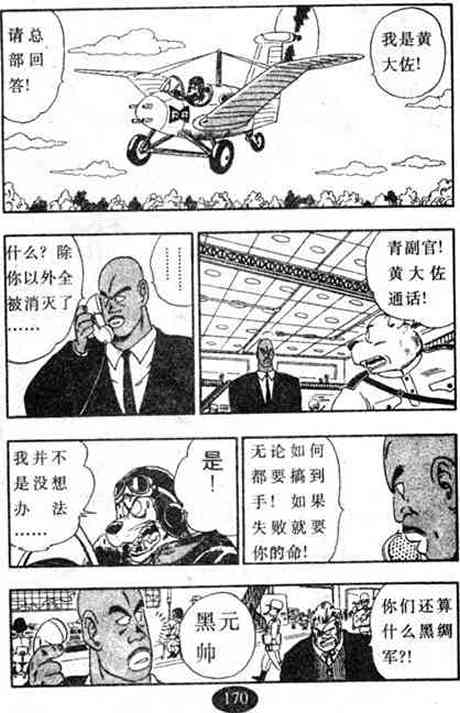 我是黄
大佐!
请总
部回
答!
青副官!
黄大佐
通话!
………
………
什么?除
你以外全
被消灭了
……
无论如何
都要搞到
手!如果
失败就要
你的命!
是!
我并不
是没想
办法
……
你们还算
什么黑绸
军?!
黑元
帅
170